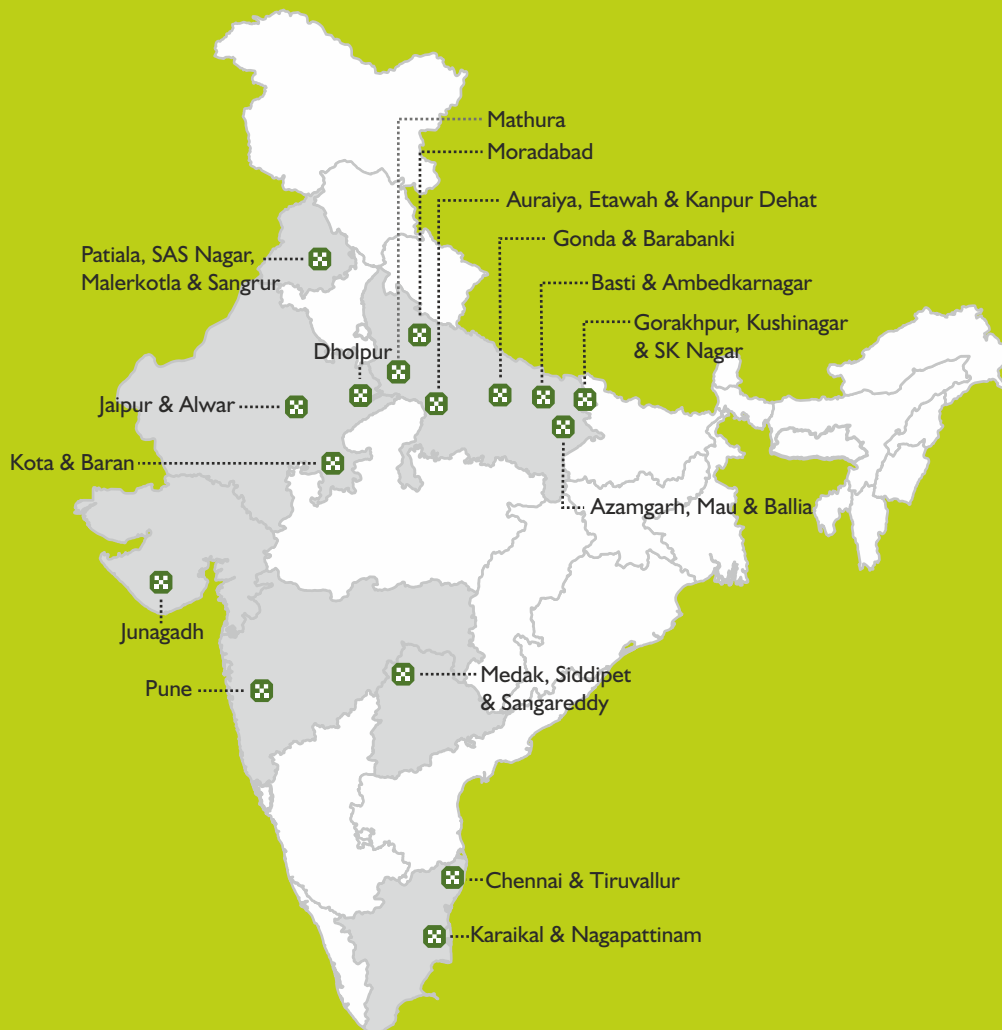 Mathura
Moradabad
Auraiya, Etawah & Kanpur Dehat
Gonda & Barabanki
Patiala, SAS Nagar,
Malerkotla & Sangrur
Basti & Ambedkarnagar
Gorakhpur, Kushinagar
& SK Nagar
Dholpur
Jaipur & Alwar
Kota & Baran
Azamgarh, Mau & Ballia
Junagadh
Pune
Medak, Siddipet
& Sangareddy
Chennai & Tiruvallur
Karaikal & Nagapattinam